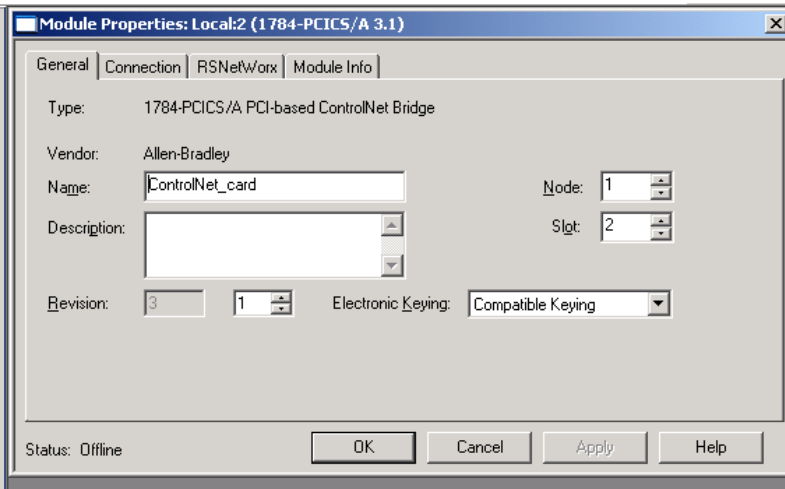 Module Properties: Local:2 (1784-PCICS/A 3.1)
General Connection RSNetWorx Module Info
Type: 1784-PCICS/A PCI-based ControlNet Bridge
Vendor: Allen-Bradley
Name: ControlNet_card Node: 1
Description: Slot: 2
Revision: 3 1 Electronic Keying: Compatible Keying
Status: Offline OK Cancel Apply Help